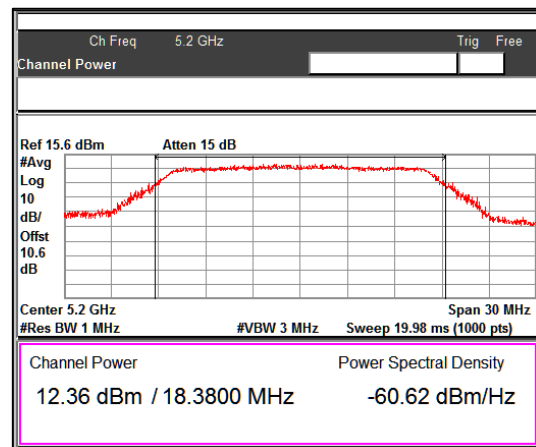 Ch Freq 5.2 GHz Trig Free
Channel Power
Ref 15.6 dBm Atten 15 dB
#Avg
Log
10
dB/
Offst
10.6
dB
Center 5.2 GHz Span 30 MHz
#Res BW 1 MHz #VBW 3 MHz Sweep 19.98 ms (1000 pts)
Channel Power Power Spectral Density
12.36 dBm / 18.3800 MHz -60.62 dBm/Hz